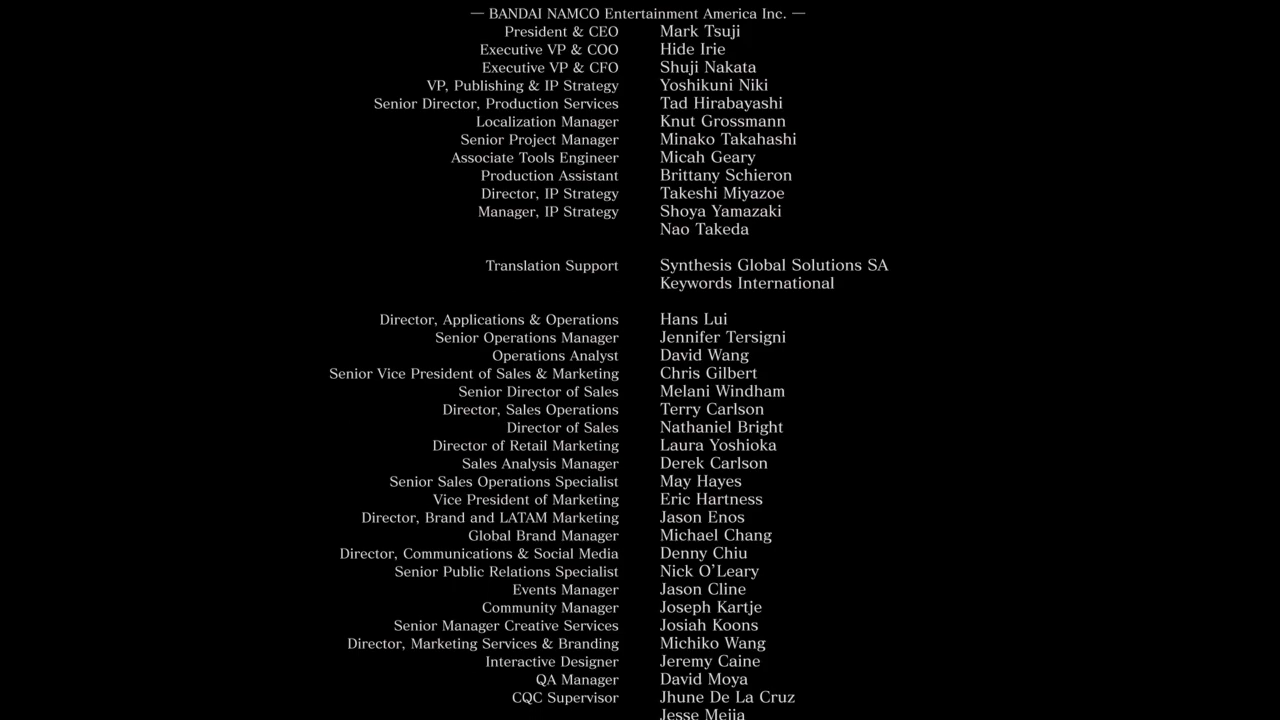 — BANDAI NAMCO Entertainment America Inc. —
President & CEO Mark Tsuji
Executive VP & COO Hide Irie
Executive VP & CFO Shuji Nakata
VP, Publishing & IP Strategy Yoshikuni Niki
Senior Director, Production Services Tad Hirabayashi
Localization Manager Knut Grossmann
Senior Project Manager Minako Takahashi
Associate Tools Engineer Micah Geary
Production Assistant Brittany Schieron
Director, IP Strategy Takeshi Miyazoe
Manager, IP Strategy Shoya Yamazaki
Nao Takeda
Translation Support Synthesis Global Solutions SA
Keywords International
Director, Applications & Operations Hans Lui
Senior Operations Manager Jennifer Tersigni
Operations Analyst David Wang
Senior Vice President of Sales & Marketing Chris Gilbert
Senior Director of Sales Melani Windham
Director, Sales Operations Terry Carlson
Director of Sales Nathaniel Bright
Director of Retail Marketing Laura Yoshioka
Sales Analysis Manager Derek Carlson
Senior Sales Operations Specialist May Hayes
Vice President of Marketing Eric Hartness
Director, Brand and LATAM Marketing Jason Enos
Global Brand Manager Michael Chang
Director, Communications & Social Media Denny Chiu
Senior Public Relations Specialist Nick O’Leary
Events Manager Jason Cline
Community Manager Joseph Kartje
Senior Manager Creative Services Josiah Koons
Director, Marketing Services & Branding Michiko Wang
Interactive Designer Jeremy Caine
QA Manager David Moya
CQC Supervisor Jhune De La Cruz
Jesse Mejia